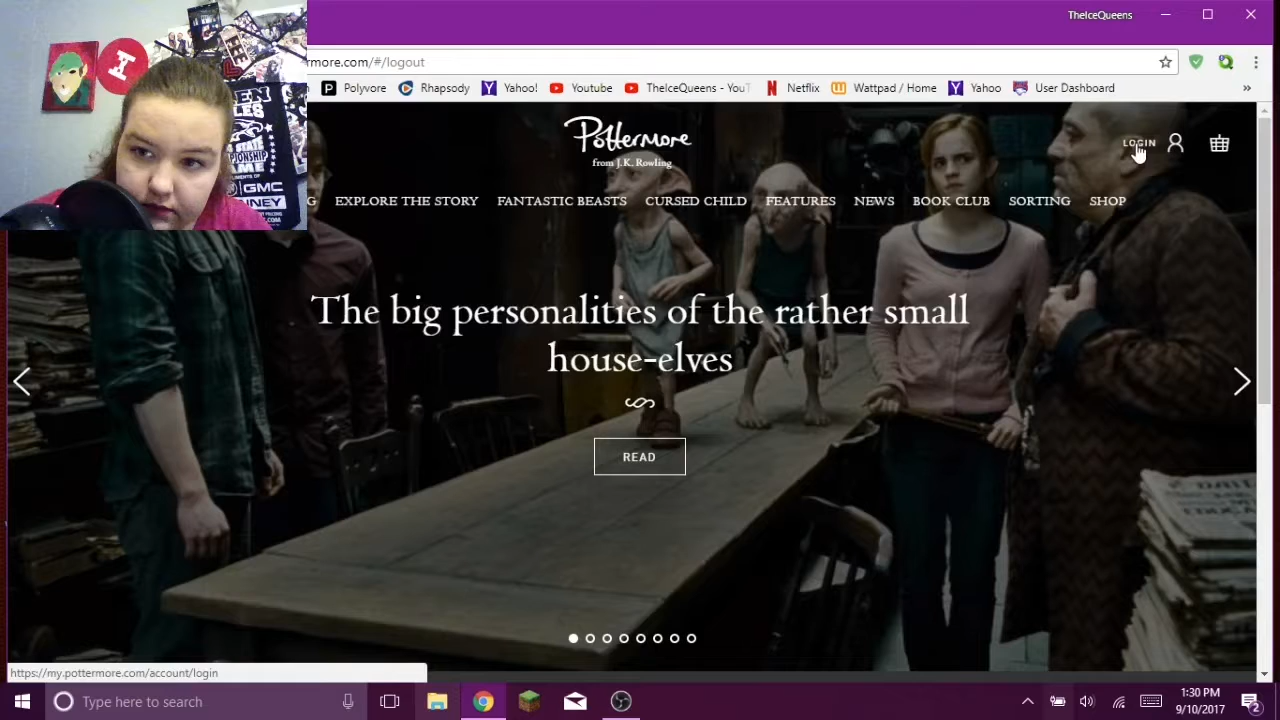 TheIceQueens
rmore.com/#/logout
Polyvore Rhapsody Yahoo! Youtube TheIceQueens - YouT Netflix Wattpad / Home Yahoo User Dashboard »
Pottermore
from J.K. Rowling
LOGIN
G EXPLORE THE STORY FANTASTIC BEASTS CURSED CHILD FEATURES NEWS BOOK CLUB SORTING SHOP
GMC
The big personalities of the rather small
house-elves
READ
https://my.pottermore.com/account/login
Type here to search
1:30 PM
9/10/2017
2